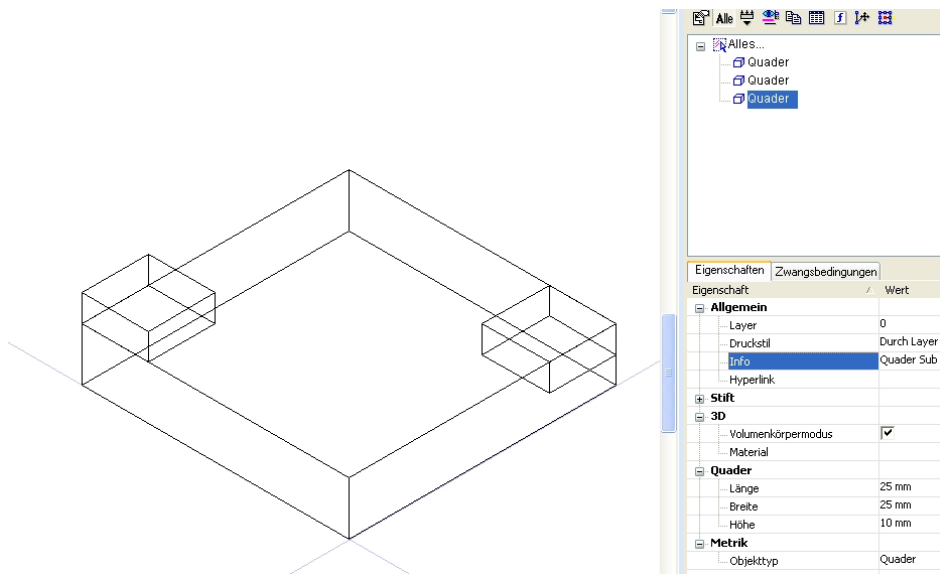 Alle
Alles...
Quader
Quader
Quader
Eigenschaften Zwangsbedingungen
Eigenschaft Wert
Allgemein
Layer 0
Druckstil Durch Layer
Info Quader Sub
Hyperlink
Stift
3D
Volumenkörpermodus
Material
Quader
Länge 25 mm
Breite 25 mm
Höhe 10 mm
Metrik
Objekttyp Quader